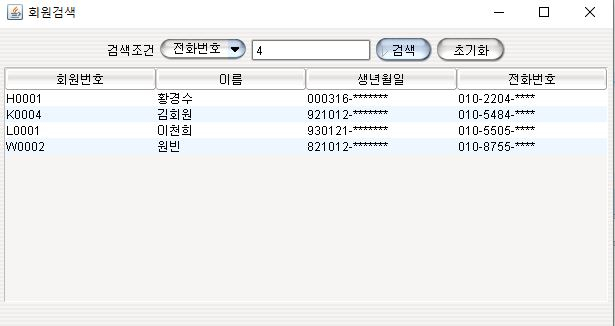 회원검색
검색조건 전화번호 4 검색 초기화
회원번호 이름 생년월일 전화번호
H0001 황경수 000316-******* 010-2204-****
K0004 김회원 921012-******* 010-5484-****
L0001 이천희 930121-******* 010-5505-****
W0002 원빈 821012-******* 010-8755-****